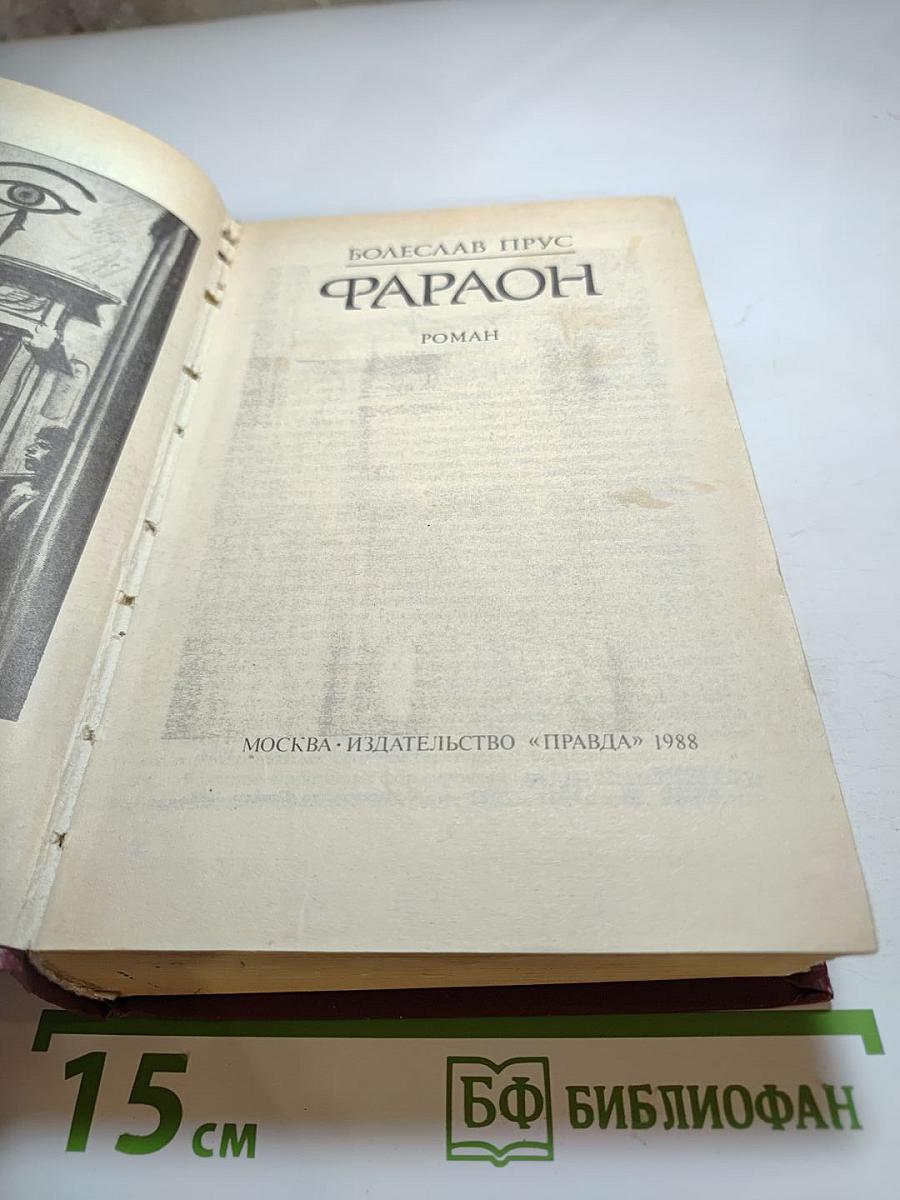 БОЛЕСЛАВ ПРУС
ФАРАОН
РОМАН
МОСКВА · ИЗДАТЕЛЬСТВО «ПРАВДА» 1988
15 см
БФ БИБЛИОФАН